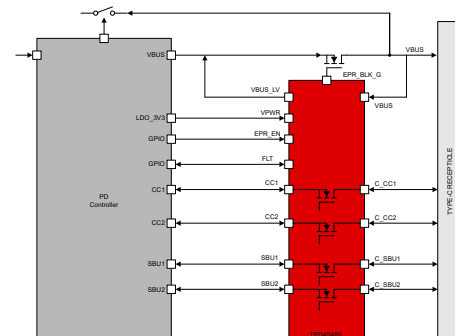 VBUS
VBUS
EPR_BLK_G
VBUS_LV
VBUS
LDO_3V3
VPWR
GPIO
EPR_EN
GPIO
FLT
CC1
CC1
C_CC1
PD
Controller
CC2
CC2
C_CC2
SBU1
SBU1
C_SBU1
SBU2
SBU2
C_SBU2
TYPE-C RECEPTICLE